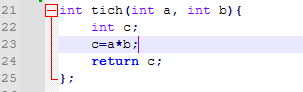 21 int tich(int a, int b){
22 int c;
23 c=a*b;
24 return c;
25 };